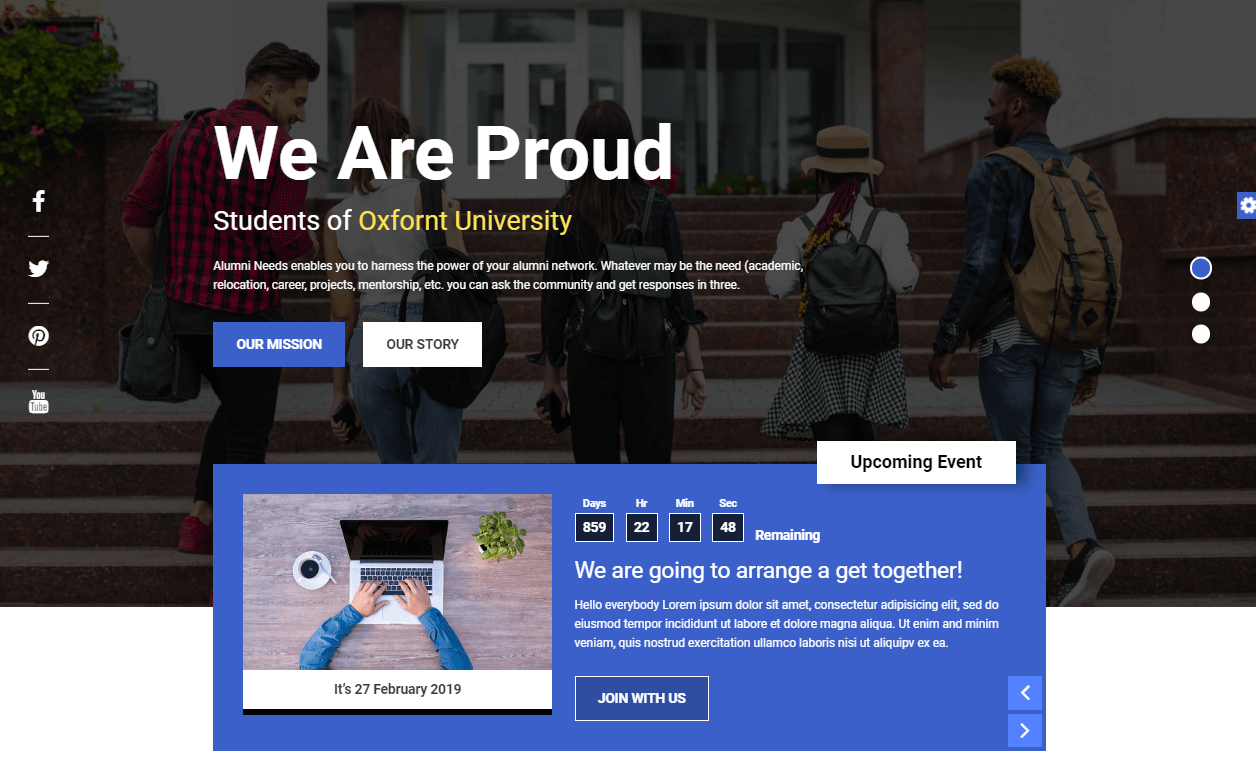 We Are Proud
Students of Oxfornt University
Alumni Needs enables you to harness the power of your alumni network. Whatever may be the need (academic,
relocation, career, projects, mentorship, etc. you can ask the community and get responses in three.
OUR MISSION
OUR STORY
You
Tube
Upcoming Event
Days Hr Min Sec
859 22 17 48 Remaining
We are going to arrange a get together!
Hello everybody Lorem ipsum dolor sit amet, consectetur adipisicing elit, sed do
eiusmod tempor incididunt ut labore et dolore magna aliqua. Ut enim and minim
veniam, quis nostrud exercitation ullamco laboris nisi ut aliquipv ex ea.
It's 27 February 2019
JOIN WITH US